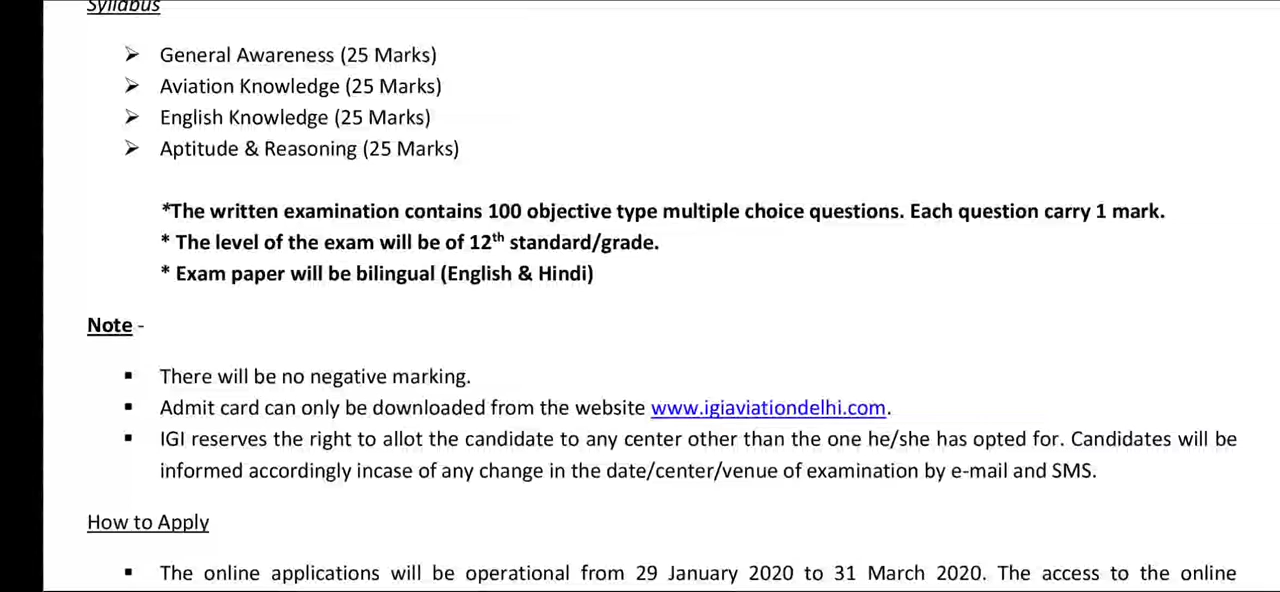 Syllabus
➢ General Awareness (25 Marks)
➢ Aviation Knowledge (25 Marks)
➢ English Knowledge (25 Marks)
➢ Aptitude & Reasoning (25 Marks)
*The written examination contains 100 objective type multiple choice questions. Each question carry 1 mark.
* The level of the exam will be of 12th standard/grade.
* Exam paper will be bilingual (English & Hindi)
Note -
▪ There will be no negative marking.
▪ Admit card can only be downloaded from the website www.igiaviationdelhi.com.
▪ IGI reserves the right to allot the candidate to any center other than the one he/she has opted for. Candidates will be
informed accordingly incase of any change in the date/center/venue of examination by e-mail and SMS.
How to Apply
▪ The online applications will be operational from 29 January 2020 to 31 March 2020. The access to the online